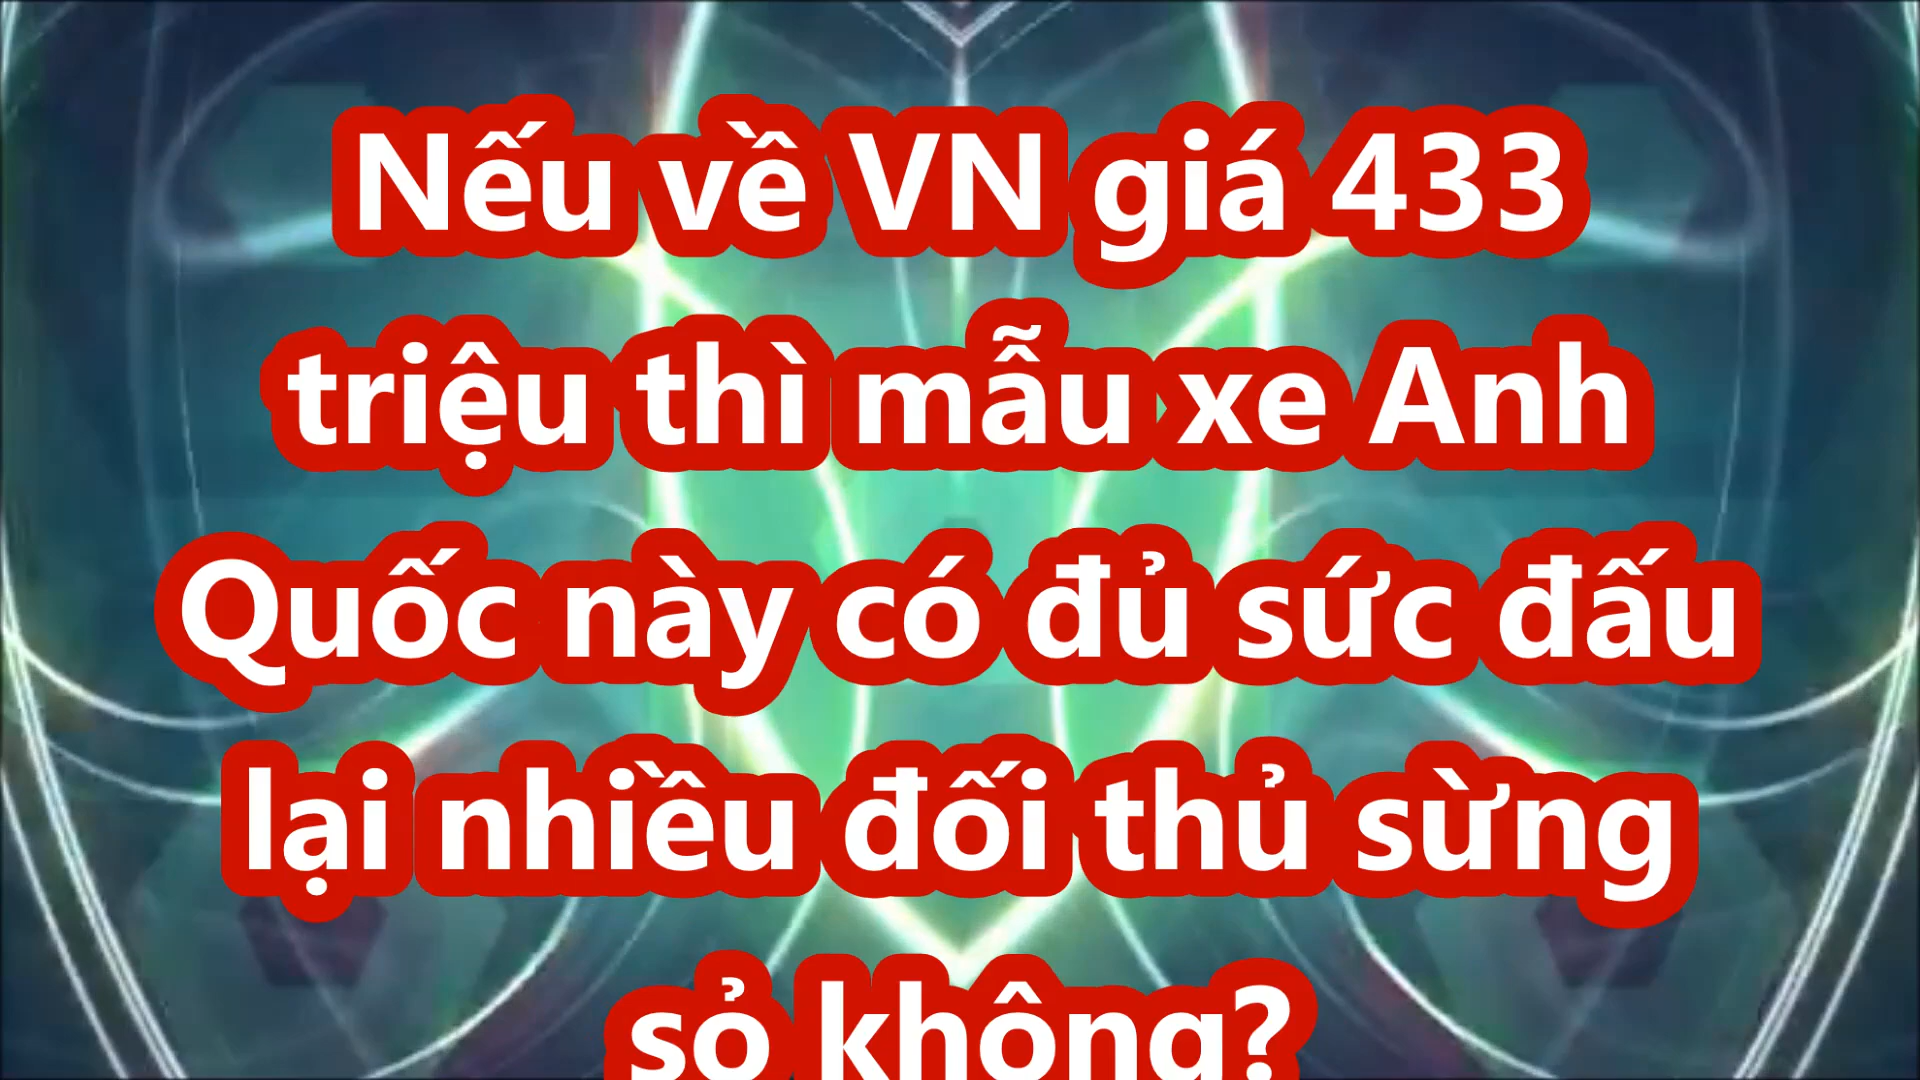 Nếu về VN giá 433
triệu thì mẫu xe Anh
Quốc này có đủ sức đấu
lại nhiều đối thủ sừng
sỏ không?